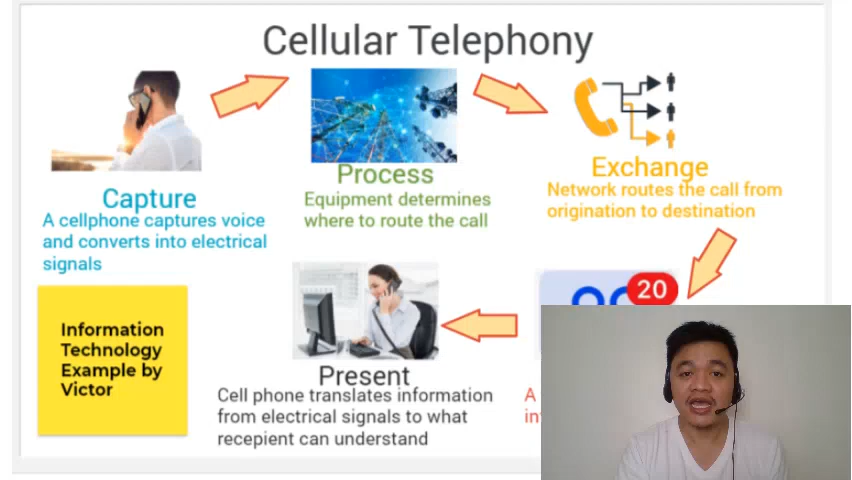 Cellular Telephony
Capture
A cellphone captures voice
and converts into electrical
signals
Process
Equipment determines
where to route the call
Exchange
Network routes the call from
origination to destination
20
A
Present
Cell phone translates information
from electrical signals to what
recepient can understand
Information
Technology
Example by
Victor